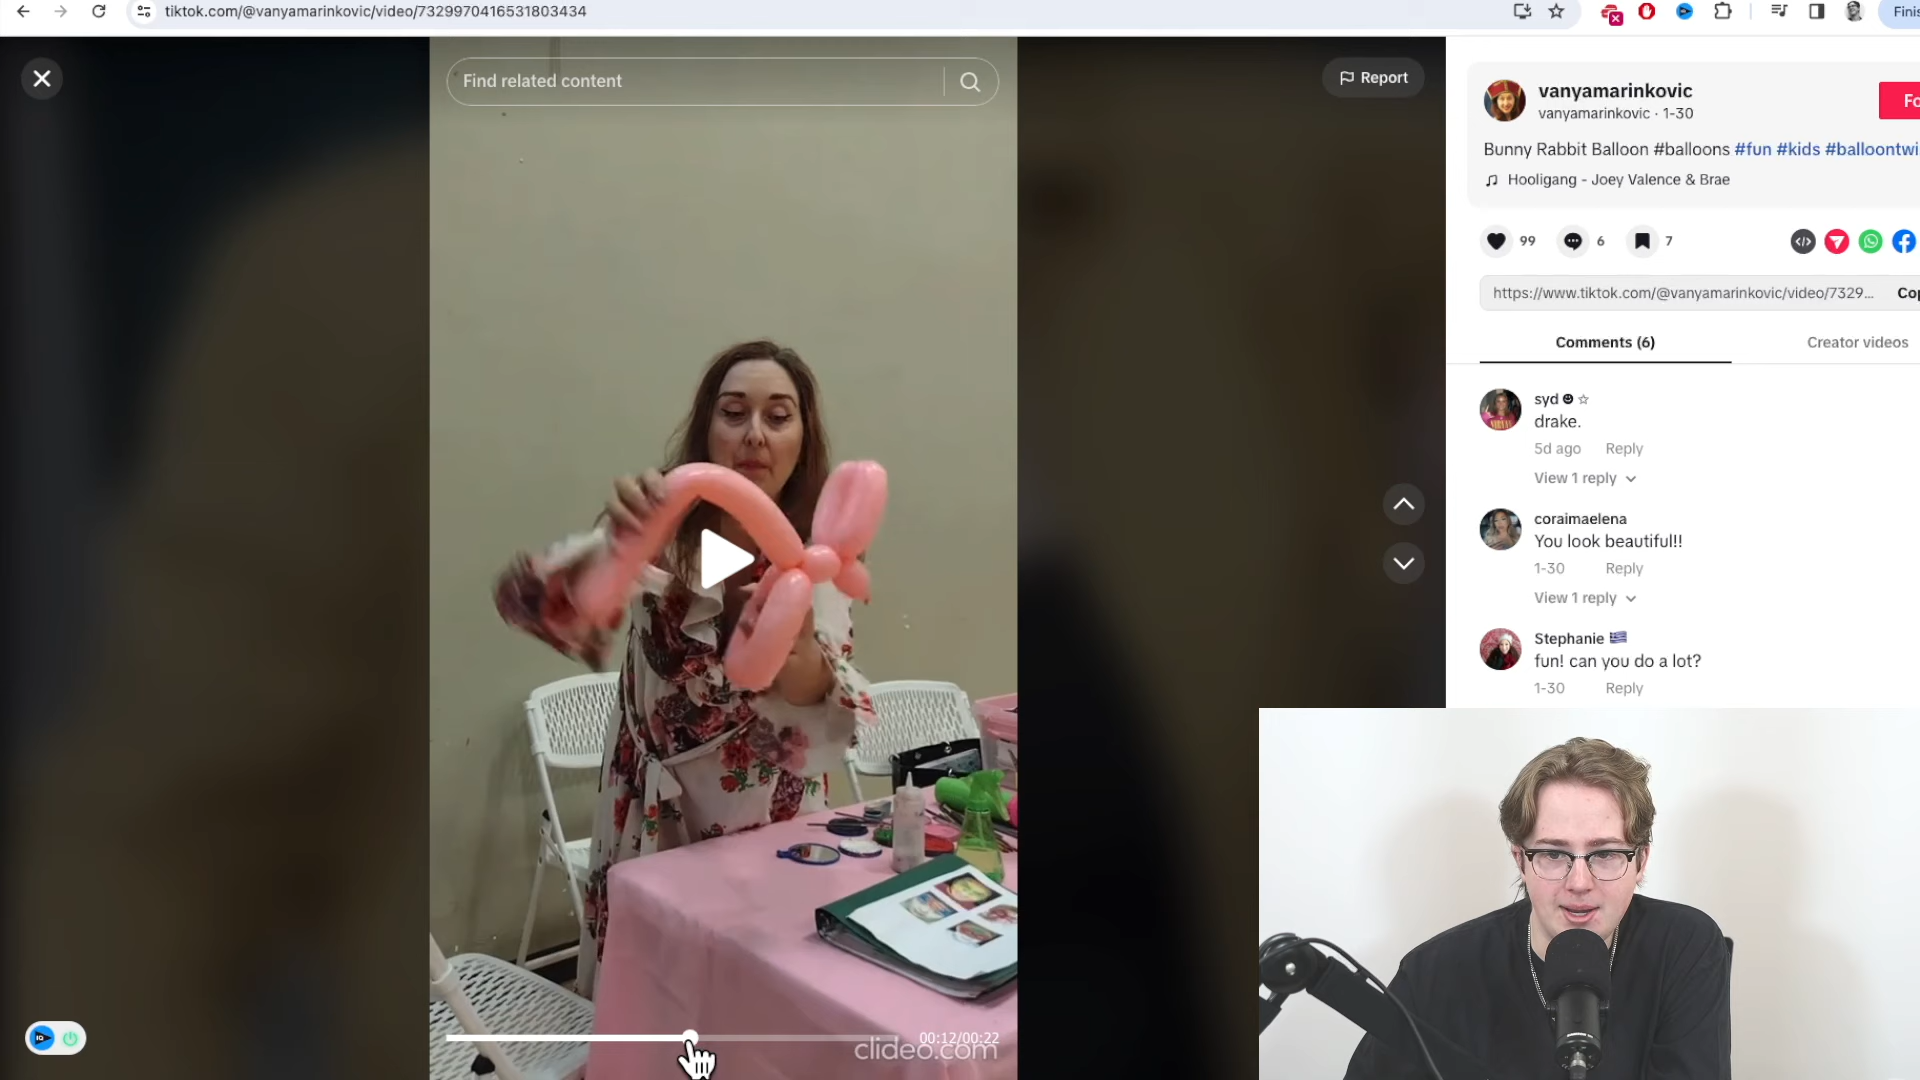 tiktok.com/@vanyamarinkovic/video/7329970416531803434
Find related content
Report
vanyamarinkovic
vanyamarinkovic · 1-30
Bunny Rabbit Balloon #balloons #fun #kids #balloontwi
Hooligang - Joey Valence & Brae
99
6
7
https://www.tiktok.com/@vanyamarinkovic/video/7329...
Comments (6)
Creator videos
syd
drake.
5d ago Reply
View 1 reply
coraimaelena
You look beautiful!!
1-30 Reply
View 1 reply
Stephanie
fun! can you do a lot?
1-30 Reply
00:12/00:22
clideo.com